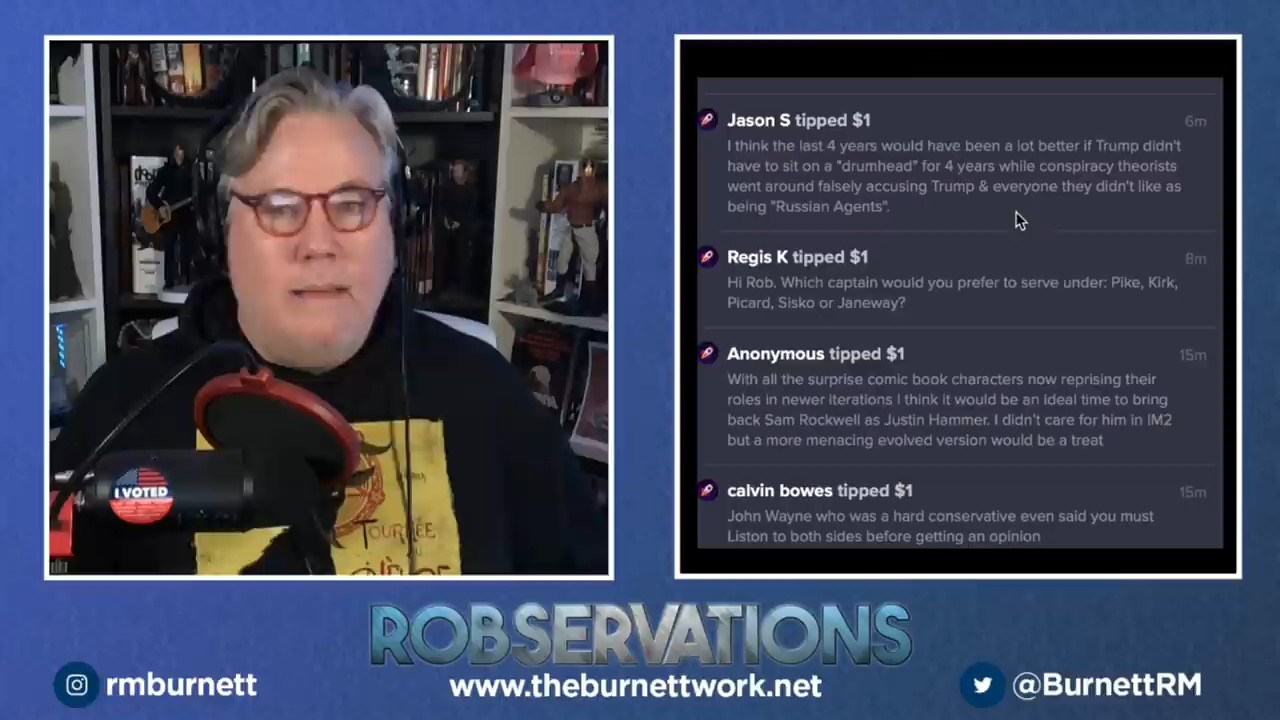 I VOTED
TOURNÉE
Jason S tipped $1
6m
I think the last 4 years would have been a lot better if Trump didn't
have to sit on a "drumhead" for 4 years while conspiracy theorists
went around falsely accusing Trump & everyone they didn't like as
being "Russian Agents".
Regis K tipped $1
8m
Hi Rob. Which captain would you prefer to serve under: Pike, Kirk,
Picard, Sisko or Janeway?
Anonymous tipped $1
15m
With all the surprise comic book characters now reprising their
roles in newer iterations I think it would be an ideal time to bring
back Sam Rockwell as Justin Hammer. I didn't care for him in IM2
but a more menacing evolved version would be a treat
calvin bowes tipped $1
15m
John Wayne who was a hard conservative even said you must
Liston to both sides before getting an opinion
ROBSERVATIONS
rmburnett
www.theburnettwork.net
@BurnettRM